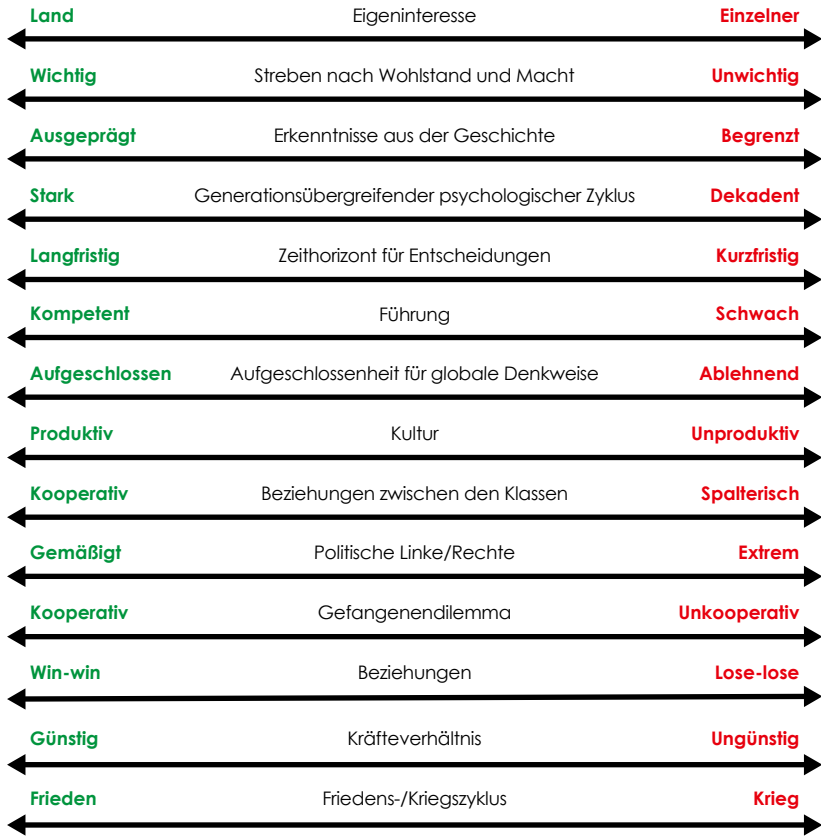 Land Eigeninteresse Einzelner
Wichtig Streben nach Wohlstand und Macht Unwichtig
Ausgeprägt Erkenntnisse aus der Geschichte Begrenzt
Stark Generationsübergreifender psychologischer Zyklus Dekadent
Langfristig Zeithorizont für Entscheidungen Kurzfristig
Kompetent Führung Schwach
Aufgeschlossen Aufgeschlossenheit für globale Denkweise Ablehnend
Produktiv Kultur Unproduktiv
Kooperativ Beziehungen zwischen den Klassen Spalterisch
Gemäßigt Politische Linke/Rechte Extrem
Kooperativ Gefangenendilemma Unkooperativ
Win-win Beziehungen Lose-lose
Günstig Kräfteverhältnis Ungünstig
Frieden Friedens-/Kriegszyklus Krieg